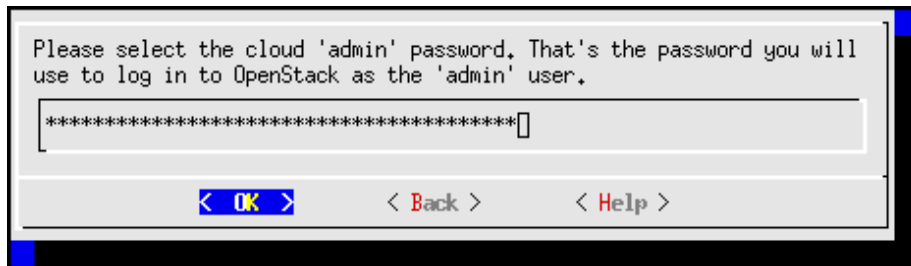 Please select the cloud 'admin' password. That's the password you will
use to log in to OpenStack as the 'admin' user.
****************************************
< OK > < Back > < Help >